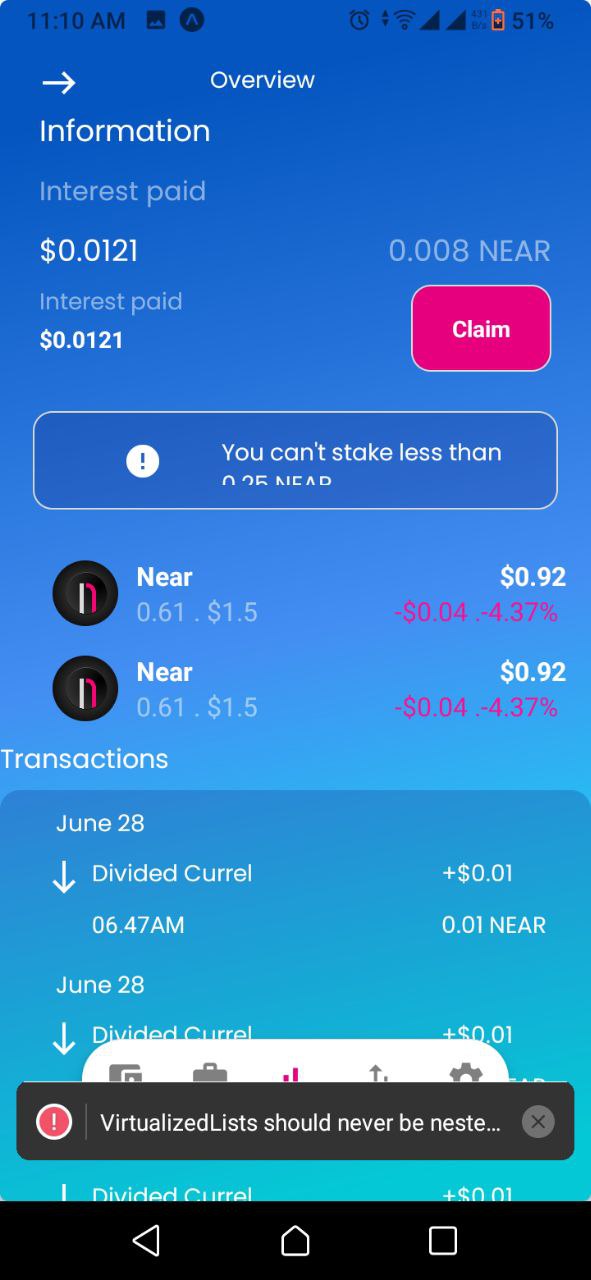 11:10 AM
51%
Overview
Information
Interest paid
$0.0121 0.008 NEAR
Interest paid
$0.0121
Claim
You can't stake less than
0.25 NEAR
Near $0.92
0.61 . $1.5 -$0.04 .-4.37%
Near $0.92
0.61 . $1.5 -$0.04 .-4.37%
Transactions
June 28
Divided Currel +$0.01
06.47AM 0.01 NEAR
June 28
Divided Currel +$0.01
VirtualizedLists should never be neste...
Divided Currel +$0.01